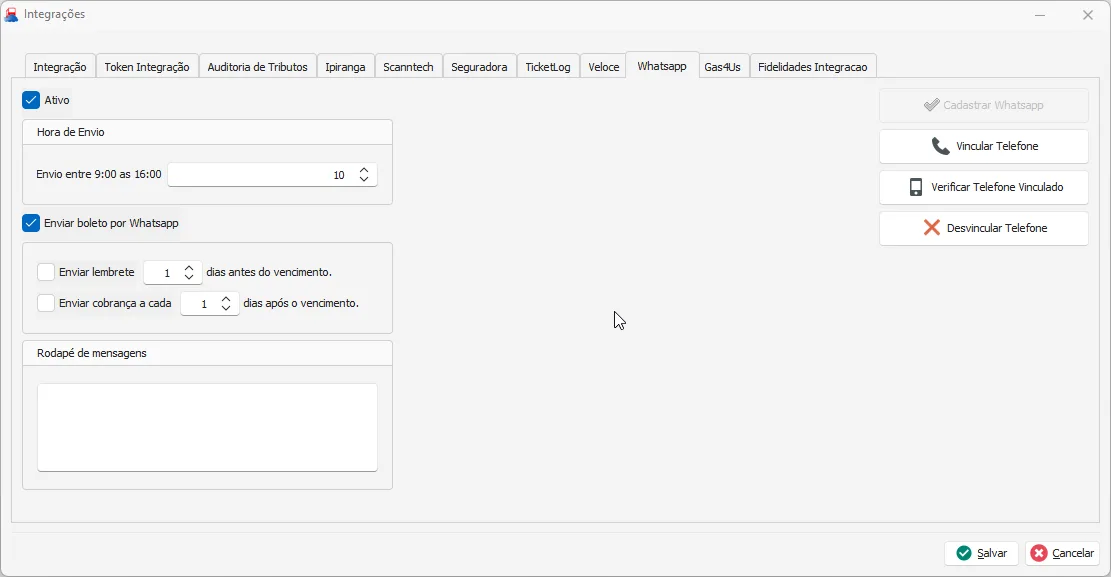 Integrações
Integração Token Integração Auditoria de Tributos Ipiranga Scanntech Seguradora TicketLog Veloce Whatsapp Gas4Us Fidelidades Integracao
Ativo
Cadastrar Whatsapp
Hora de Envio
Vincular Telefone
Envio entre 9:00 as 16:00 10
Verificar Telefone Vinculado
Enviar boleto por Whatsapp
Desvincular Telefone
Enviar lembrete 1 dias antes do vencimento.
Enviar cobrança a cada 1 dias após o vencimento.
Rodapé de mensagens
Salvar Cancelar